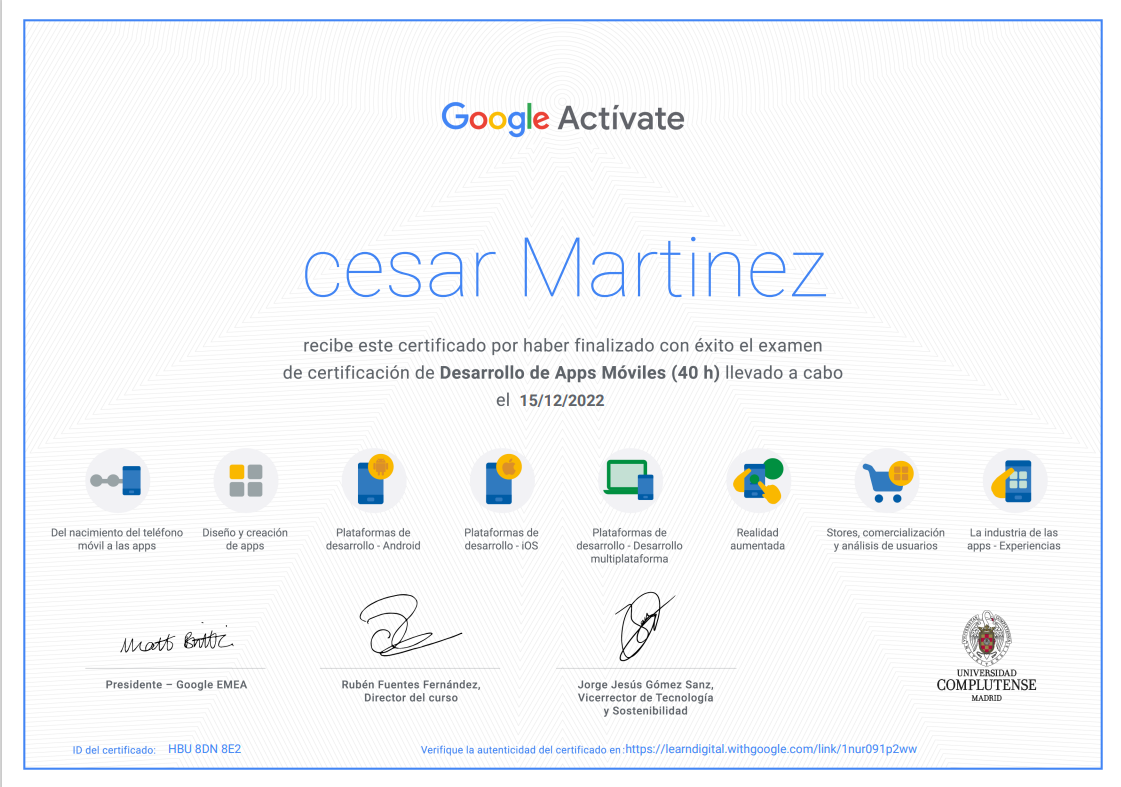 Google Actívate
cesar Martinez
recibe este certificado por haber finalizado con éxito el examen
de certificación de Desarrollo de Apps Móviles (40 h) llevado a cabo
el 15/12/2022
Del nacimiento del teléfono
móvil a las apps
Diseño y creación
de apps
Plataformas de
desarrollo - Android
Plataformas de
desarrollo - iOS
Plataformas de
desarrollo - Desarrollo
multiplataforma
Realidad
aumentada
Stores, comercialización
y análisis de usuarios
La industria de las
apps - Experiencias
Matt Brittin
Presidente – Google EMEA
Rubén Fuentes Fernández,
Director del curso
Jorge Jesús Gómez Sanz,
Vicerrector de Tecnología
y Sostenibilidad
UNIVERSIDAD
COMPLUTENSE
MADRID
ID del certificado: HBU 8DN 8E2
Verifique la autenticidad del certificado en: https://learndigital.withgoogle.com/link/1nur091p2ww